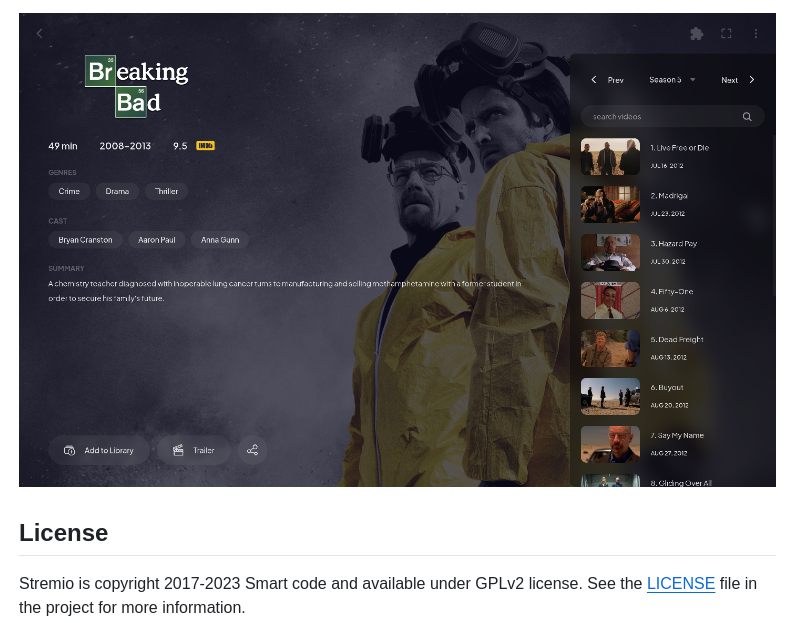 Breaking
Bad
49 min 2008-2013 9.5 IMDb
GENRES
Crime Drama Thriller
CAST
Bryan Cranston Aaron Paul Anna Gunn
SUMMARY
A chemistry teacher diagnosed with inoperable lung cancer turns to manufacturing and selling methamphetamine with a former student in
order to secure his family's future.
Add to Library Trailer
Prev Season 5 Next
search videos
1. Live Free or Die
JUL 16, 2012
2. Madrigal
JUL 23, 2012
3. Hazard Pay
JUL 30, 2012
4. Fifty-One
AUG 6, 2012
5. Dead Freight
AUG 13, 2012
6. Buyout
AUG 20, 2012
7. Say My Name
AUG 27, 2012
8. Gliding Over All
License
Stremio is copyright 2017-2023 Smart code and available under GPLv2 license. See the LICENSE file in
the project for more information.